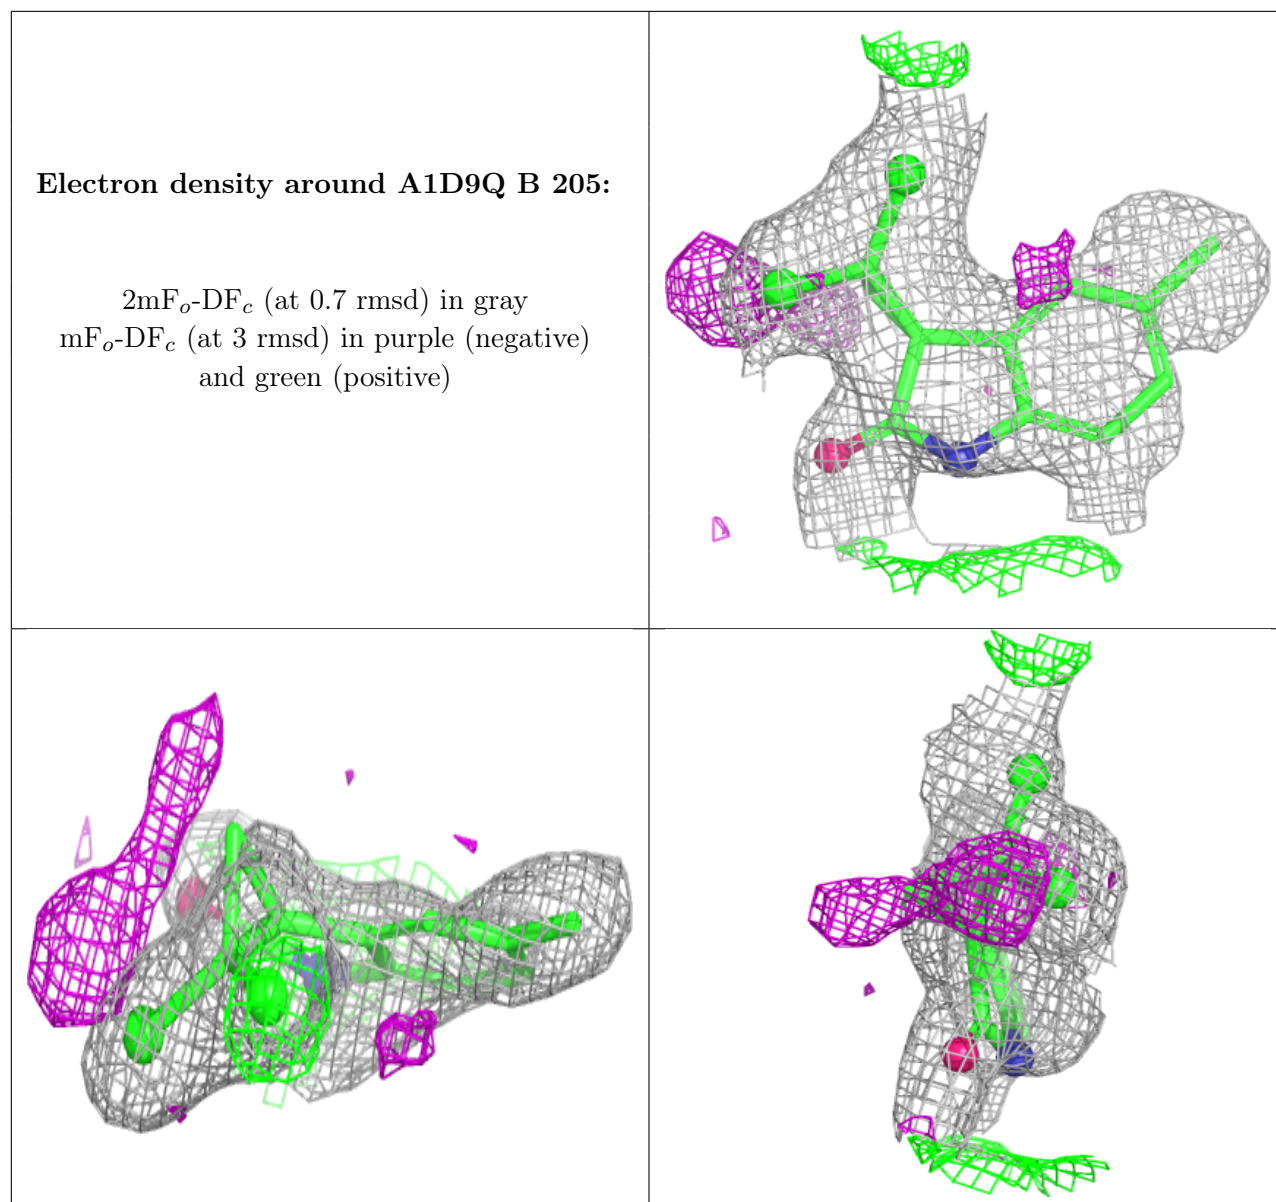 Electron density around A1D9Q B 205:
2mFo-DFc (at 0.7 rmsd) in gray
mFo-DFc (at 3 rmsd) in purple (negative)
and green (positive)